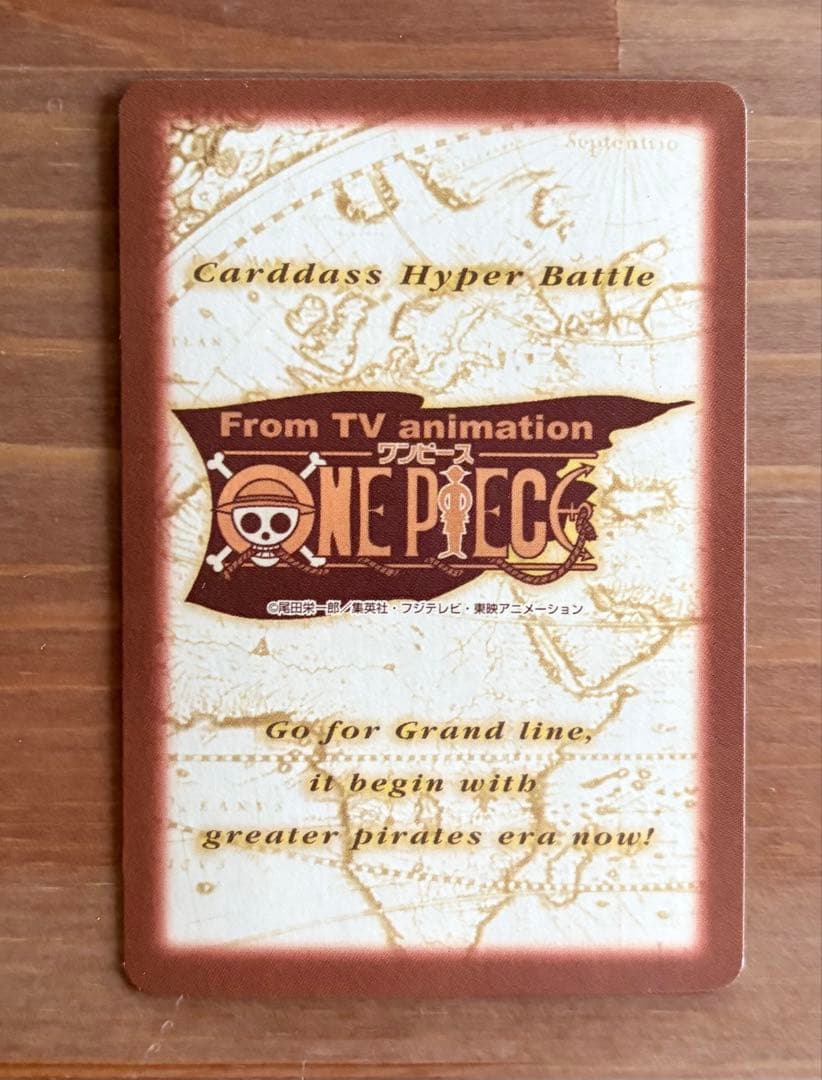 Septentrio
Carddass Hyper Battle
From TV animation
ワンピース
ONE PIECE
©尾田栄一郎/集英社・フジテレビ・東映アニメーション
Go for Grand line,
it begin with
greater pirates era now!